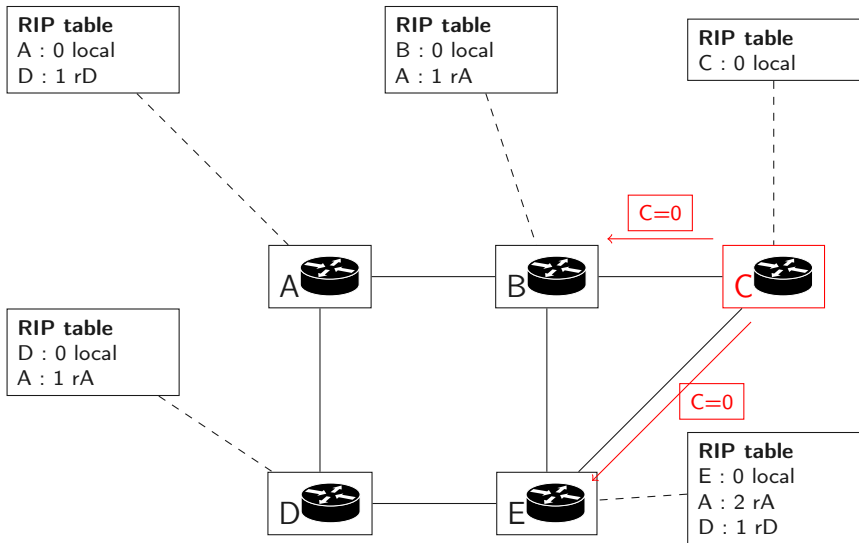 RIP table
A : 0 local
D : 1 rD
RIP table
B : 0 local
A : 1 rA
RIP table
C : 0 local
C=0
A
B
C
RIP table
D : 0 local
A : 1 rA
C=0
RIP table
E : 0 local
A : 2 rA
D : 1 rD
D
E